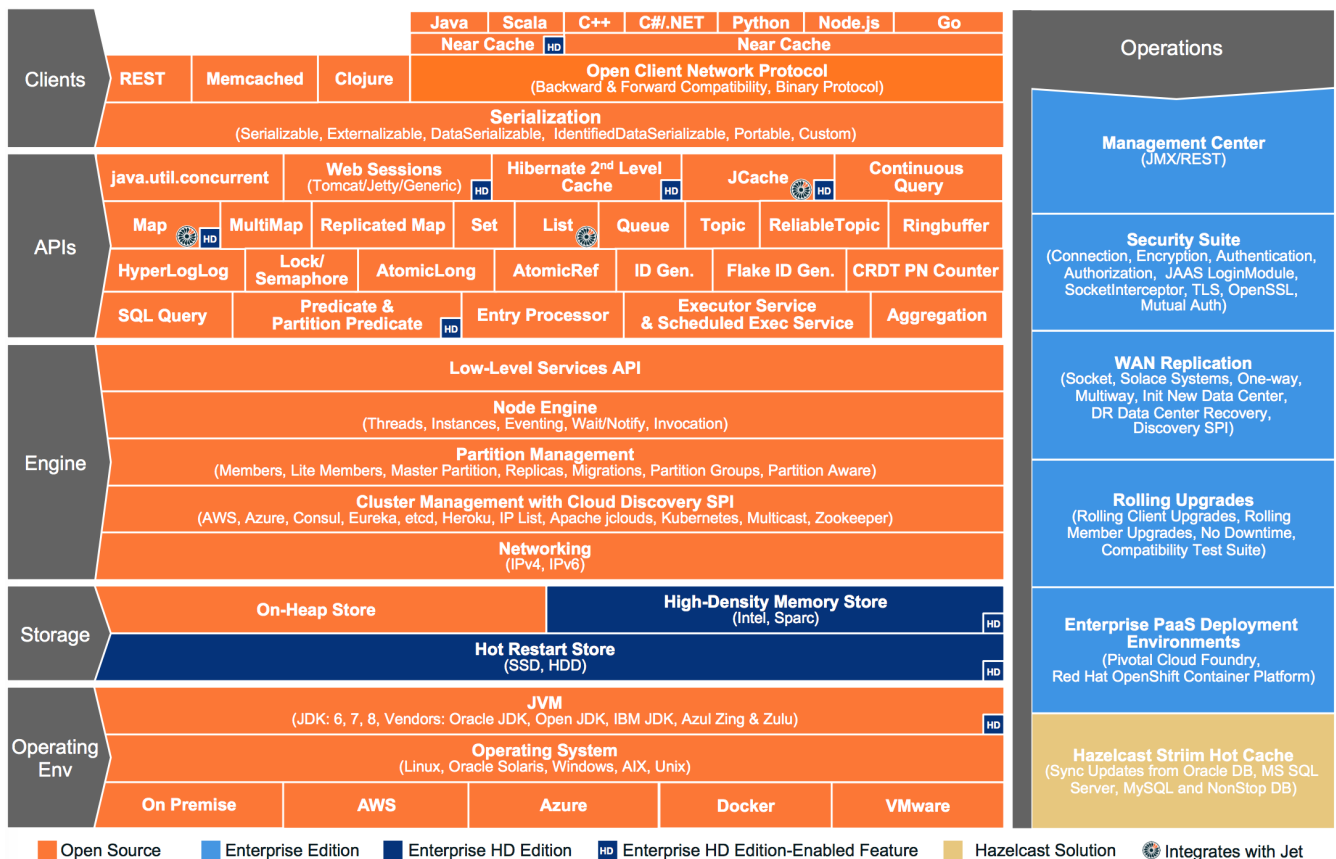 Clients
Java
Scala
C++
C#/.NET
Python
Node.js
Go
Near Cache
HD
Near Cache
REST
Memcached
Clojure
Open Client Network Protocol
(Backward & Forward Compatibility, Binary Protocol)
Serialization
(Serializable, Externalizable, DataSerializable, IdentifiedDataSerializable, Portable, Custom)
APIs
java.util.concurrent
Web Sessions
(Tomcat/Jetty/Generic)
HD
Hibernate 2nd Level
Cache
HD
JCache
HD
Continuous
Query
Map
HD
MultiMap
Replicated Map
Set
List
Queue
Topic
ReliableTopic
Ringbuffer
HyperLogLog
Lock/
Semaphore
AtomicLong
AtomicRef
ID Gen.
Flake ID Gen.
CRDT PN Counter
SQL Query
Predicate &
Partition Predicate
HD
Entry Processor
Executor Service
& Scheduled Exec Service
Aggregation
Engine
Low-Level Services API
Node Engine
(Threads, Instances, Eventing, Wait/Notify, Invocation)
Partition Management
(Members, Lite Members, Master Partition, Replicas, Migrations, Partition Groups, Partition Aware)
Cluster Management with Cloud Discovery SPI
(AWS, Azure, Consul, Eureka, etcd, Heroku, IP List, Apache jclouds, Kubernetes, Multicast, Zookeeper)
Networking
(IPv4, IPv6)
Storage
On-Heap Store
High-Density Memory Store
(Intel, Sparc)
HD
Hot Restart Store
(SSD, HDD)
HD
Operating
Env
JVM
(JDK: 6, 7, 8, Vendors: Oracle JDK, Open JDK, IBM JDK, Azul Zing & Zulu)
HD
Operating System
(Linux, Oracle Solaris, Windows, AIX, Unix)
On Premise
AWS
Azure
Docker
VMware
Operations
Management Center
(JMX/REST)
Security Suite
(Connection, Encryption, Authentication,
Authorization, JAAS LoginModule,
SocketInterceptor, TLS, OpenSSL,
Mutual Auth)
WAN Replication
(Socket, Solace Systems, One-way,
Multiway, Init New Data Center,
DR Data Center Recovery,
Discovery SPI)
Rolling Upgrades
(Rolling Client Upgrades, Rolling
Member Upgrades, No Downtime,
Compatibility Test Suite)
Enterprise PaaS Deployment
Environments
(Pivotal Cloud Foundry,
Red Hat OpenShift Container Platform)
Hazelcast Striim Hot Cache
(Sync Updates from Oracle DB, MS SQL
Server, MySQL and NonStop DB)
Open Source
Enterprise Edition
Enterprise HD Edition
HD
Enterprise HD Edition-Enabled Feature
Hazelcast Solution
Integrates with Jet